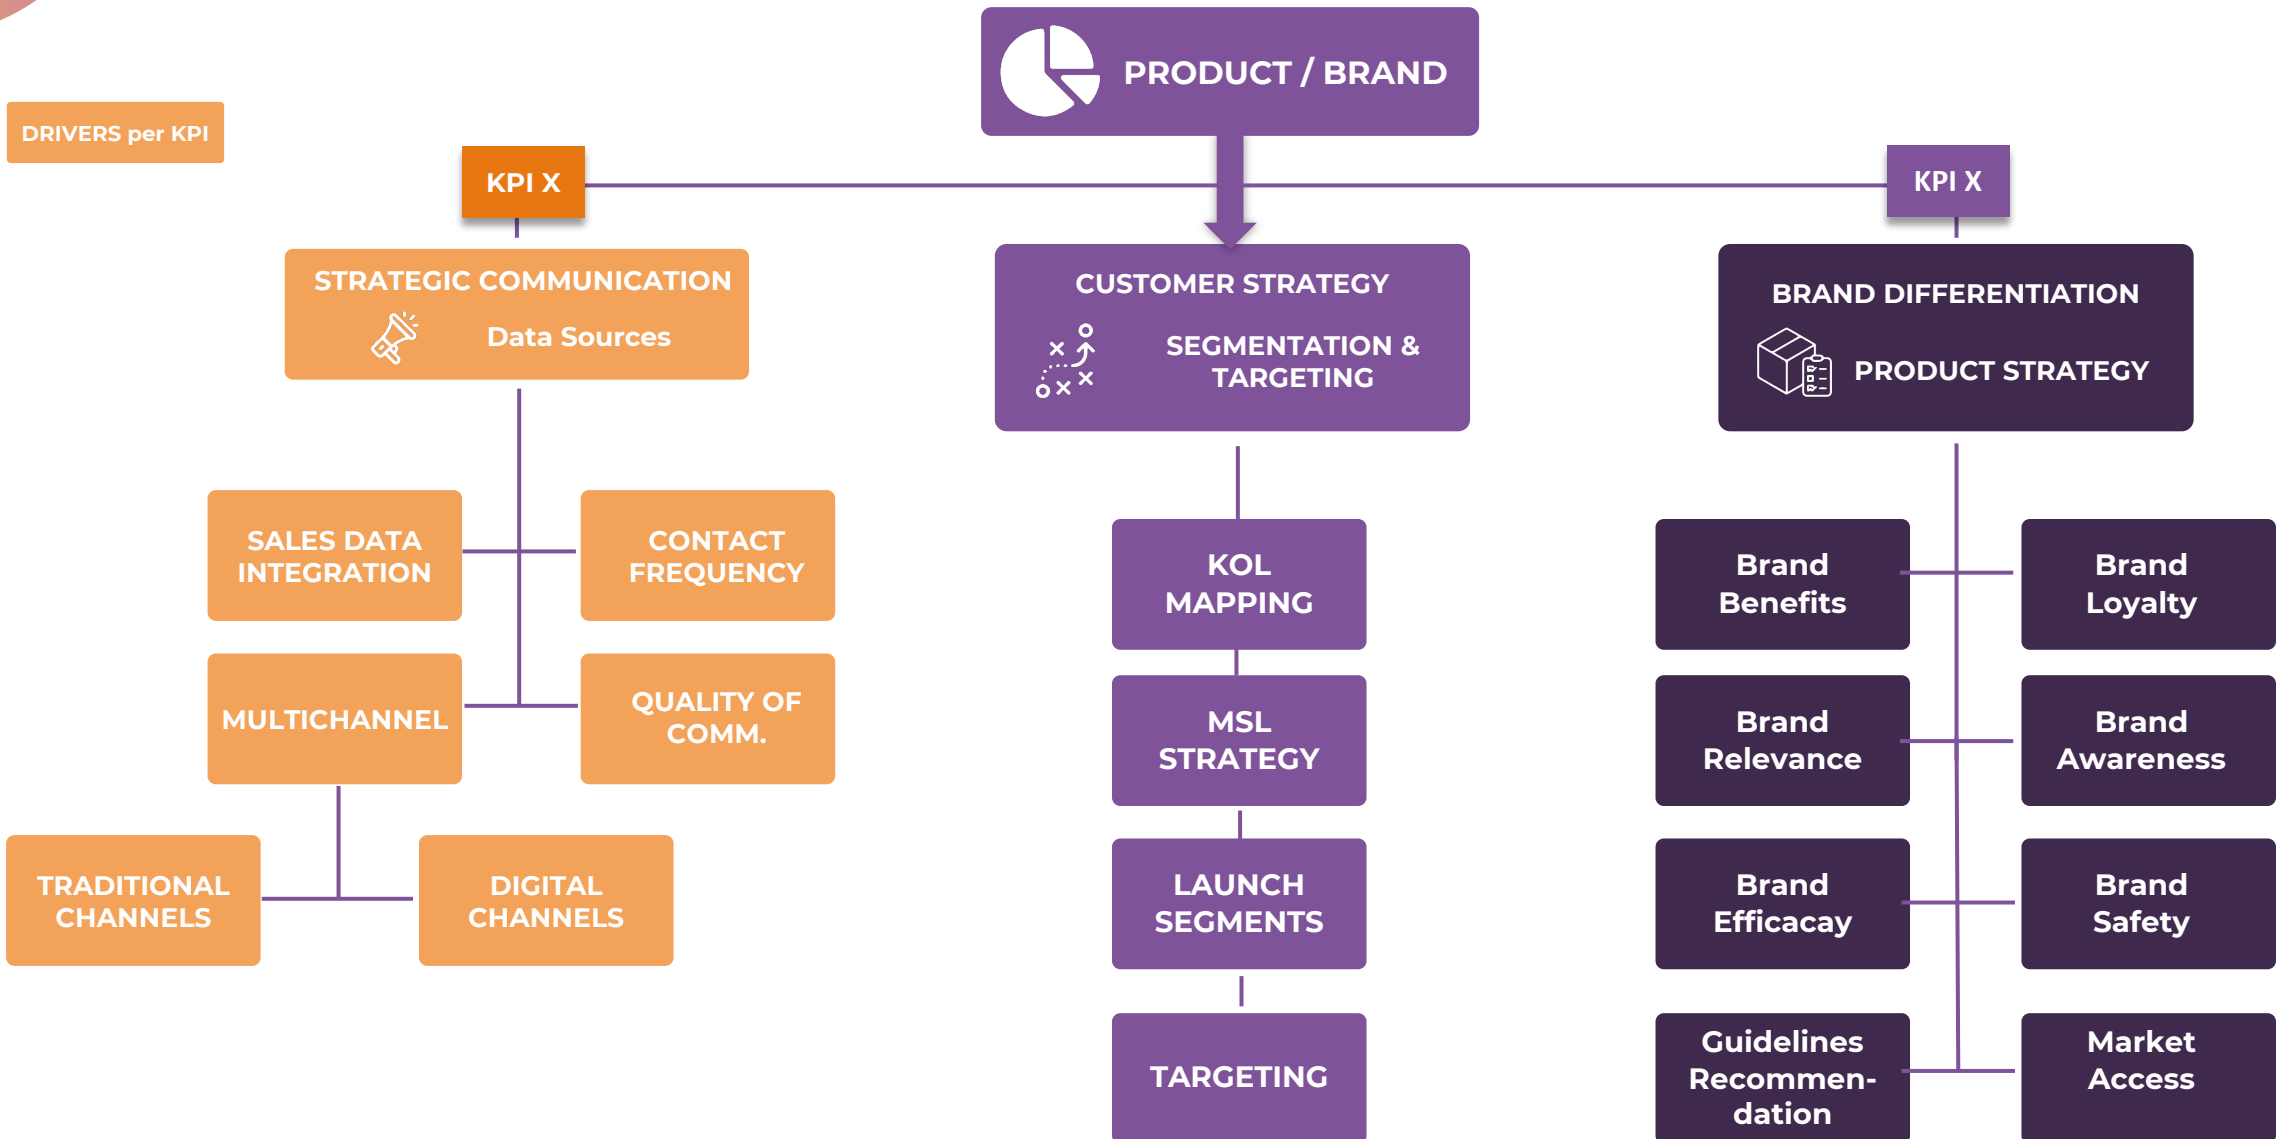 PRODUCT / BRAND
DRIVERS per KPI
KPI X
KPI X
STRATEGIC COMMUNICATION
Data Sources
CUSTOMER STRATEGY
SEGMENTATION &
TARGETING
BRAND DIFFERENTIATION
PRODUCT STRATEGY
SALES DATA
INTEGRATION
CONTACT
FREQUENCY
MULTICHANNEL
QUALITY OF
COMM.
TRADITIONAL
CHANNELS
DIGITAL
CHANNELS
KOL
MAPPING
MSL
STRATEGY
LAUNCH
SEGMENTS
TARGETING
Brand
Benefits
Brand
Loyalty
Brand
Relevance
Brand
Awareness
Brand
Efficacay
Brand
Safety
Guidelines
Recommen-
dation
Market
Access